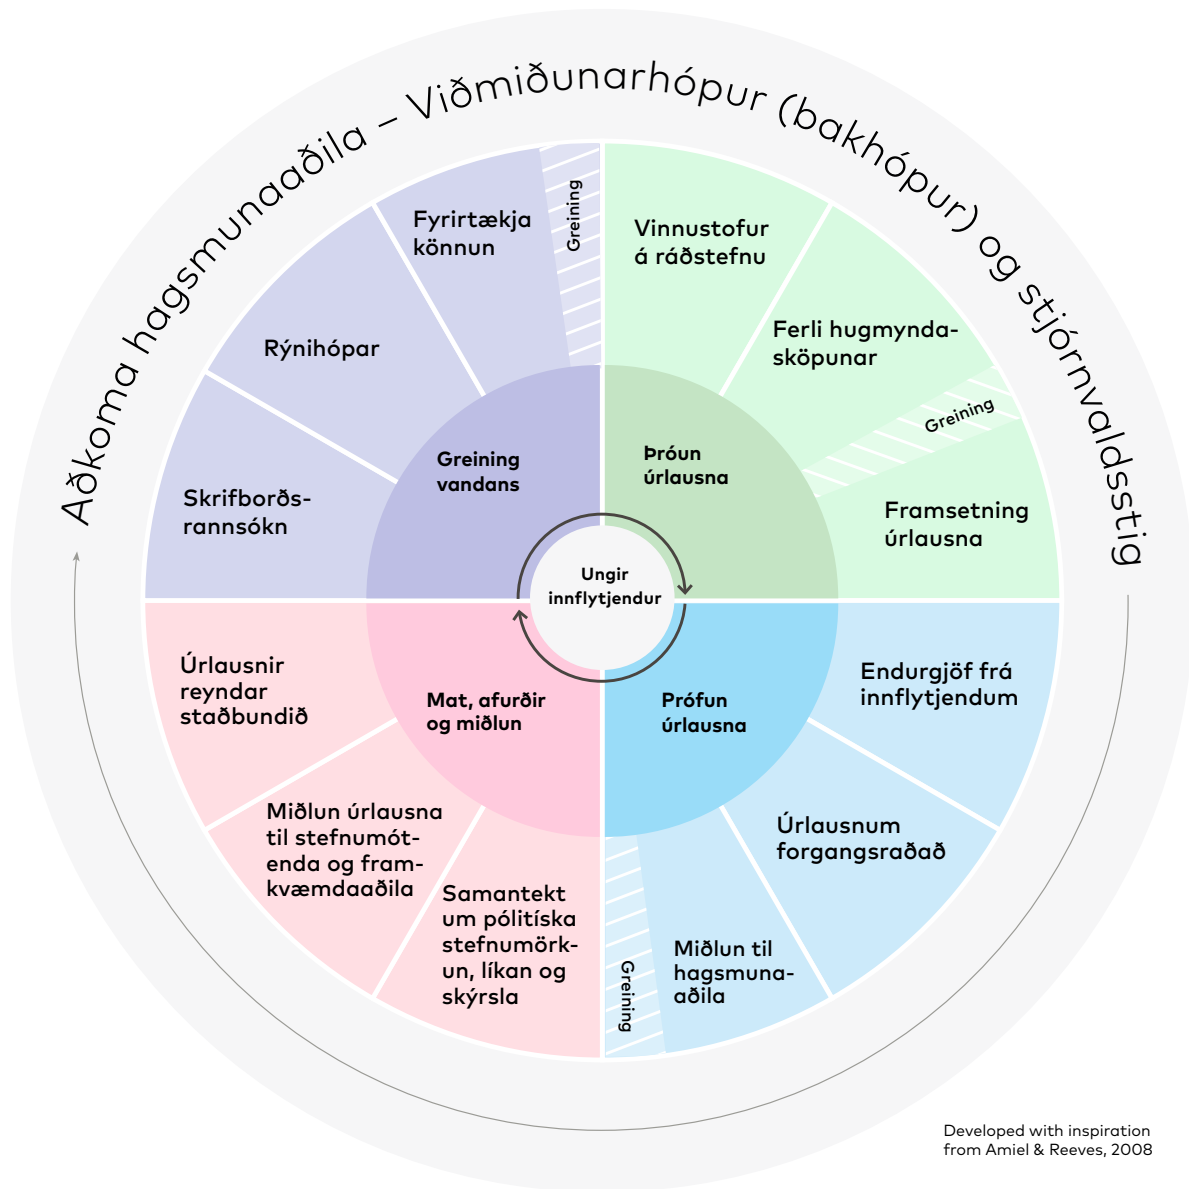 Aðkoma hagsmunaaðila – Viðmiðunarhópur (bakhópur) og stjórnvaldsstig
Fyrirtækja
könnun
Greining
Rýnihópar
Skrifborðs-
rannsókn
Greining
vandans
Vinnustofur
á ráðstefnu
Ferli hugmynda-
sköpunar
Greining
Framsetning
úrlausna
Þróun
úrlausna
Ungir
innflytjendur
Endurgjöf frá
innflytjendum
Úrlausnum
forgangsraðað
Miðlun til
hagsmuna-
aðila
Greining
Prófun
úrlausna
Mat, afurðir
og miðlun
Samantekt
um pólitíska
stefnumörk-
un, líkan og
skýrsla
Miðlun úrlausna
til stefnumót-
enda og fram-
kvæmdaaðila
Úrlausnir
reyndar
staðbundið
Developed with inspiration
from Amiel & Reeves, 2008